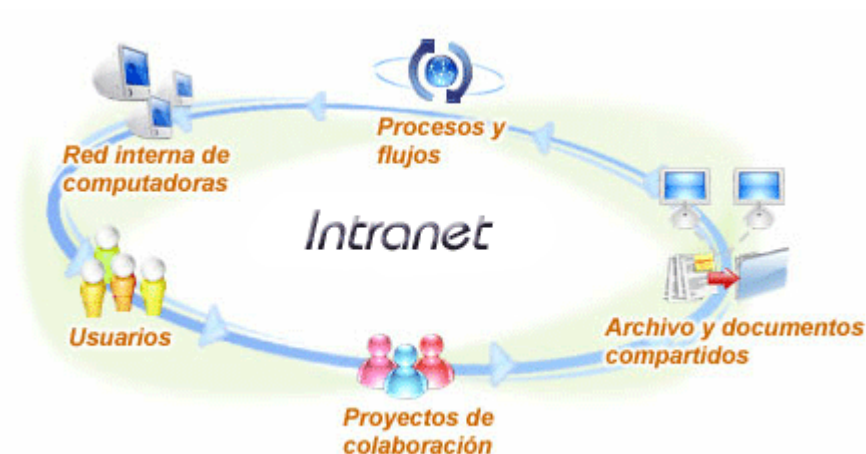 Procesos y
flujos
Red interna de
computadoras
Intranet
Usuarios
Archivo y documentos
compartidos
Proyectos de
colaboración